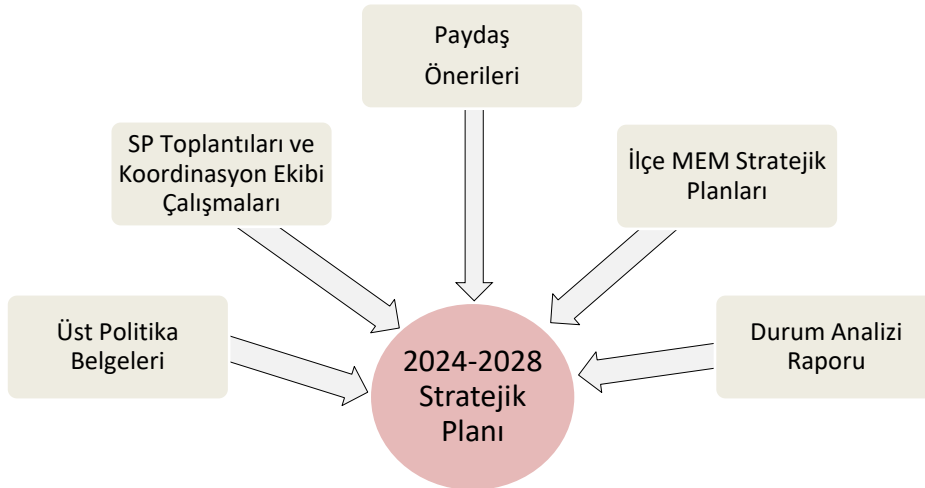 Paydaş
Önerileri
SP Toplantıları ve
Koordinasyon Ekibi
Çalışmaları
İlçe MEM Stratejik
Planları
Üst Politika
Belgeleri
2024-2028
Stratejik
Planı
Durum Analizi
Raporu